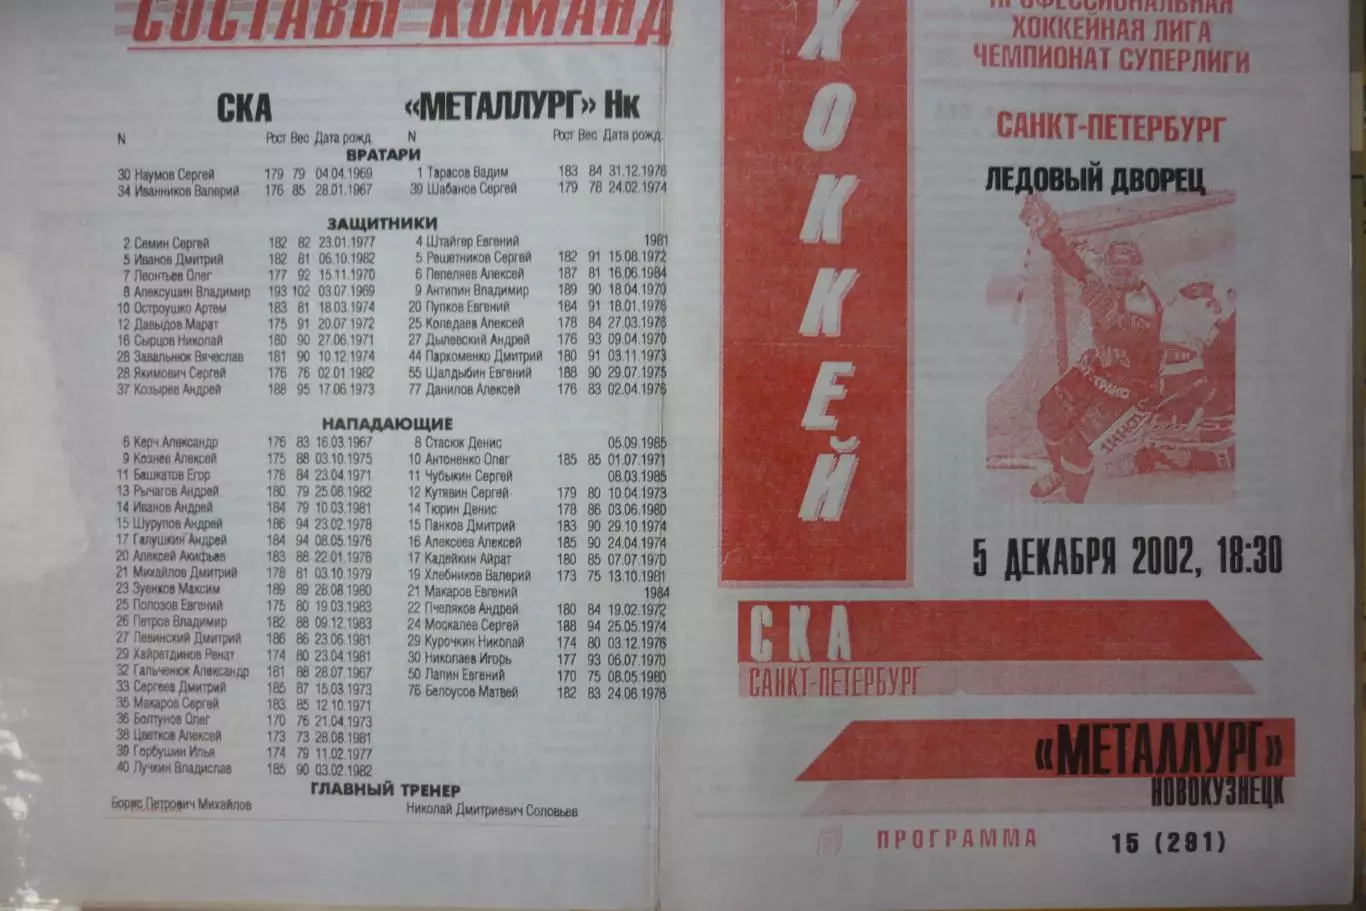 СОСТАВЫ КОМАНД
СКА
N Рост Вес Дата рожд.
ВРАТАРИ
30 Наумов Сергей 179 79 04.04.1969
34 Иванников Валерий 176 85 28.01.1967
ЗАЩИТНИКИ
2 Семин Сергей 182 82 23.01.1977
5 Иванов Дмитрий 182 81 06.10.1982
7 Леонтьев Олег 177 92 15.11.1970
8 Алексушин Владимир 193 102 03.07.1969
10 Остроушко Артем 183 81 18.03.1974
12 Давыдов Марат 175 91 20.07.1972
16 Сырцов Николай 180 90 27.06.1971
28 Завальнюк Вячеслав 181 90 10.12.1974
28 Якимович Сергей 176 76 02.01.1982
37 Козырев Андрей 188 95 17.06.1973
НАПАДАЮЩИЕ
6 Керч Александр 176 83 16.03.1967
9 Кознев Алексей 175 88 03.10.1975
11 Башкатов Егор 178 84 23.04.1971
13 Рычагов Андрей 180 79 25.08.1982
14 Иванов Андрей 184 79 10.03.1981
15 Шурупов Андрей 186 94 23.02.1978
17 Галушкин Андрей 184 94 08.05.1976
20 Алексей Акифьев 183 88 22.01.1976
21 Михайлов Дмитрий 178 81 03.10.1979
23 Зуенков Максим 189 89 28.08.1980
25 Полозов Евгений 175 80 19.03.1983
26 Петров Владимир 182 88 09.12.1983
27 Левинский Дмитрий 186 86 23.06.1981
29 Хайретдинов Ренат 174 80 23.04.1981
32 Гальченюк Александр 181 88 28.07.1967
33 Сергеев Дмитрий 185 87 15.03.1973
35 Макаров Сергей 183 85 12.10.1971
36 Болтунов Олег 170 76 21.04.1973
38 Цветков Алексей 173 73 28.08.1981
39 Горбушин Илья 174 79 11.02.1977
40 Лучкин Владислав 185 90 03.02.1982
ГЛАВНЫЙ ТРЕНЕР
Борис Петрович Михайлов
«МЕТАЛЛУРГ» Нк
N Рост Вес Дата рожд.
1 Тарасов Вадим 183 84 31.12.1976
39 Шабанов Сергей 179 78 24.02.1974
4 Штайгер Евгений 1981
5 Решетников Сергей 182 91 15.08.1972
6 Пепеляев Алексей 187 81 16.06.1984
9 Антипин Владимир 189 90 18.04.1970
20 Пупков Евгений 184 91 18.01.1976
25 Коледаев Алексей 178 84 27.03.1976
27 Дылевский Андрей 176 93 09.04.1970
44 Пархоменко Дмитрий 180 91 03.11.1973
55 Шалдыбин Евгений 188 90 29.07.1975
77 Данилов Алексей 176 83 02.04.1976
8 Стасюк Денис 05.09.1985
10 Антоненко Олег 185 85 01.07.1971
11 Чубыкин Сергей 08.03.1985
12 Кутявин Сергей 179 80 10.04.1973
14 Тюрин Денис 178 86 03.06.1980
15 Панков Дмитрий 183 90 29.10.1974
16 Алексеев Алексей 185 90 24.04.1974
17 Кадейкин Айрат 180 85 07.07.1970
19 Хлебников Валерий 173 75 13.10.1981
21 Макаров Евгений 1984
22 Пчеляков Андрей 180 84 19.02.1972
24 Москалев Сергей 188 94 25.05.1974
29 Курочкин Николай 174 80 03.12.1976
30 Николаев Игорь 177 93 06.07.1970
50 Лапин Евгений 170 75 08.05.1980
76 Белоусов Матвей 182 83 24.06.1976
Николай Дмитриевич Соловьев
ХОККЕЙ
ПРОФЕССИОНАЛЬНАЯ
ХОККЕЙНАЯ ЛИГА
ЧЕМПИОНАТ СУПЕРЛИГИ
САНКТ-ПЕТЕРБУРГ
ЛЕДОВЫЙ ДВОРЕЦ
5 ДЕКАБРЯ 2002, 18:30
СКА
САНКТ-ПЕТЕРБУРГ
«МЕТАЛЛУРГ»
НОВОКУЗНЕЦК
ПРОГРАММА 15 (291)